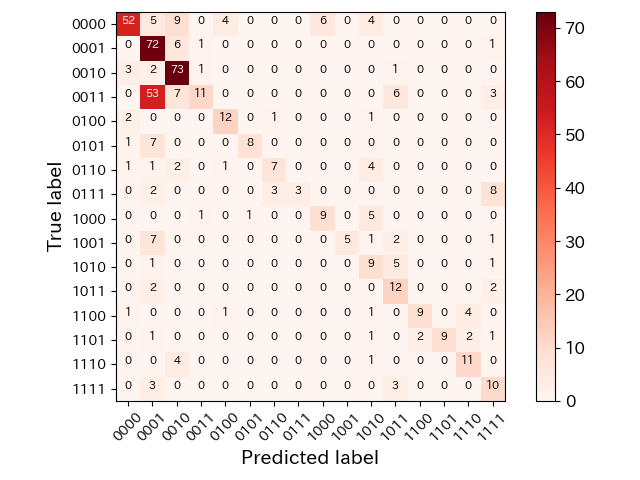 0000 52 5 9 0 4 0 0 0 6 0 4 0 0 0 0 0
0001 0 72 6 1 0 0 0 0 0 0 0 0 0 0 0 1
0010 3 2 73 1 0 0 0 0 0 0 0 1 0 0 0 0
0011 0 53 7 11 0 0 0 0 0 0 0 6 0 0 0 3
0100 2 0 0 0 12 0 1 0 0 0 1 0 0 0 0 0
0101 1 7 0 0 0 8 0 0 0 0 0 0 0 0 0 0
0110 1 1 2 0 1 0 7 0 0 0 4 0 0 0 0 0
0111 0 2 0 0 0 0 3 3 0 0 0 0 0 0 0 8
1000 0 0 0 1 0 1 0 0 9 0 5 0 0 0 0 0
1001 0 7 0 0 0 0 0 0 0 5 1 2 0 0 0 1
1010 0 1 0 0 0 0 0 0 0 0 9 5 0 0 0 1
1011 0 2 0 0 0 0 0 0 0 0 0 12 0 0 0 2
1100 1 0 0 0 1 0 0 0 0 0 1 0 9 0 4 0
1101 0 1 0 0 0 0 0 0 0 0 1 0 2 9 2 1
1110 0 0 4 0 0 0 0 0 0 0 1 0 0 0 11 0
1111 0 3 0 0 0 0 0 0 0 0 0 3 0 0 0 10
0000 0001 0010 0011 0100 0101 0110 0111 1000 1001 1010 1011 1100 1101 1110 1111
Predicted label
True label
70
60
50
40
30
20
10
0